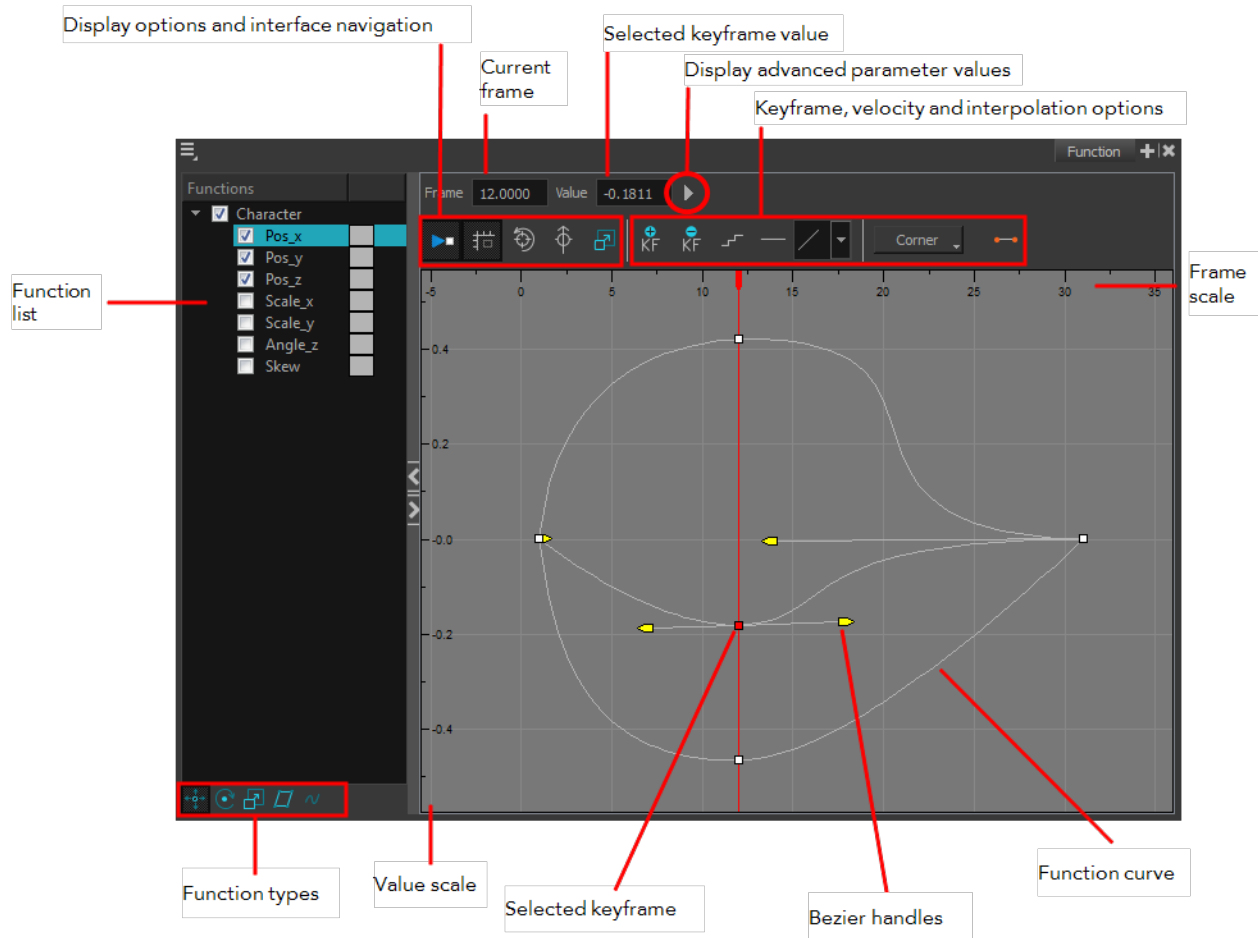 Display options and interface navigation
Selected keyframe value
Current
frame
Display advanced parameter values
Keyframe, velocity and interpolation options
Function
Functions
Frame 12.0000 Value -0.1811
Character
Pos_x
Pos_y
Pos_z
Scale_x
Scale_y
Angle_z
Skew
KF KF Corner
-5 0 5 10 15 20 25 30 35
0.4
0.2
-0.0
-0.2
-0.4
Function
list
Frame
scale
Function types
Value scale
Selected keyframe
Bezier handles
Function curve